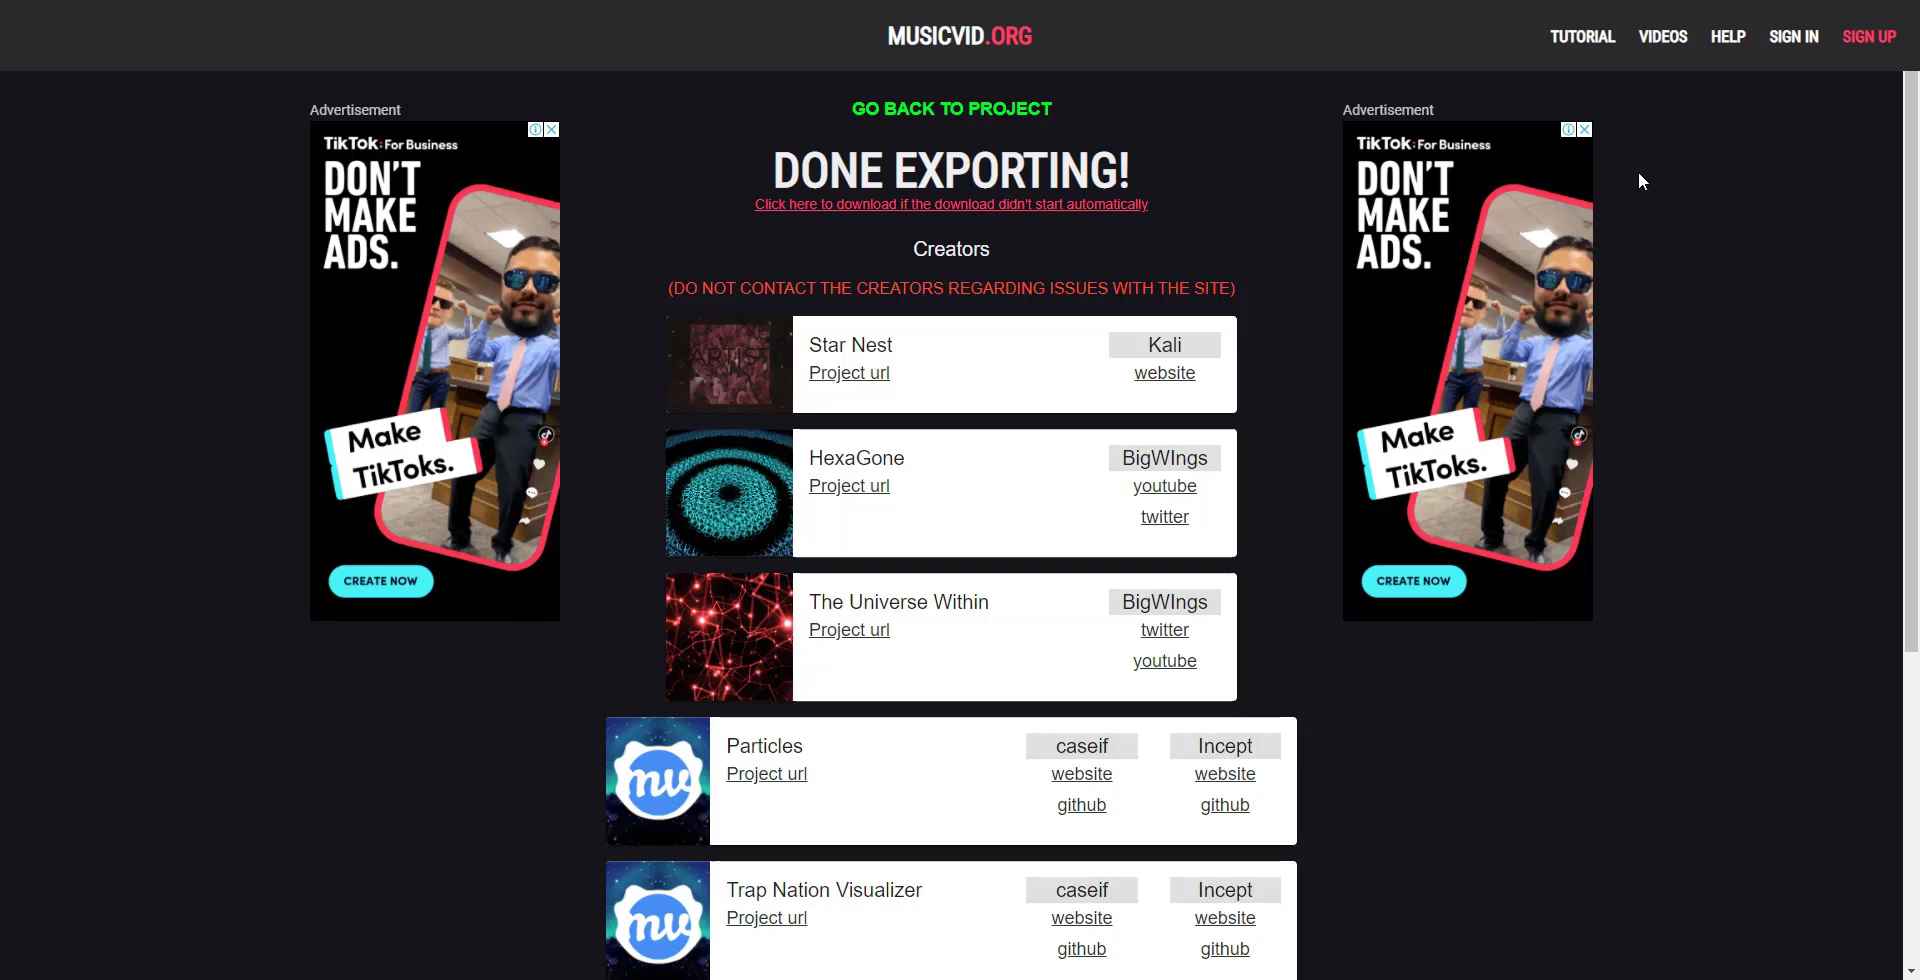 MUSICVID.ORG
TUTORIAL VIDEOS HELP SIGN IN SIGN UP
Advertisement
TikTok: For Business
DON'T
MAKE
ADS.
Make
TikToks.
CREATE NOW
GO BACK TO PROJECT
DONE EXPORTING!
Click here to download if the download didn't start automatically
Creators
(DO NOT CONTACT THE CREATORS REGARDING ISSUES WITH THE SITE)
ARTIST
Star Nest
Project url
Kali
website
HexaGone
Project url
BigWIngs
youtube
twitter
The Universe Within
Project url
BigWIngs
twitter
youtube
nv
Particles
Project url
caseif
website
github
Incept
website
github
nv
Trap Nation Visualizer
Project url
caseif
website
github
Incept
website
github
Advertisement
TikTok: For Business
DON'T
MAKE
ADS.
Make
TikToks.
CREATE NOW